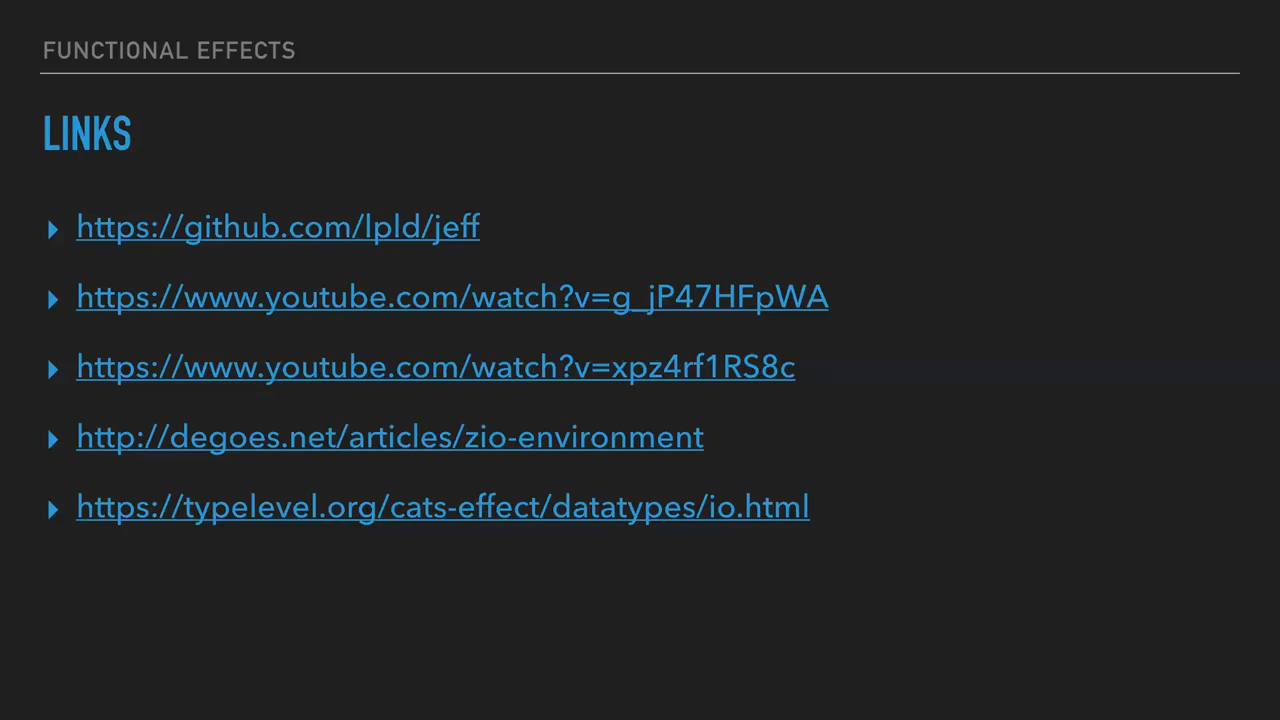 FUNCTIONAL EFFECTS
LINKS
https://github.com/lpld/jeff
https://www.youtube.com/watch?v=g_jP47HFpWA
https://www.youtube.com/watch?v=xpz4rf1RS8c
http://degoes.net/articles/zio-environment
https://typelevel.org/cats-effect/datatypes/io.html